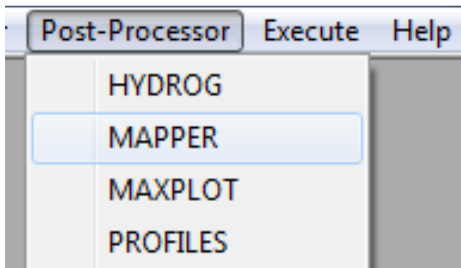 Post-Processor Execute Help
HYDROG
MAPPER
MAXPLOT
PROFILES